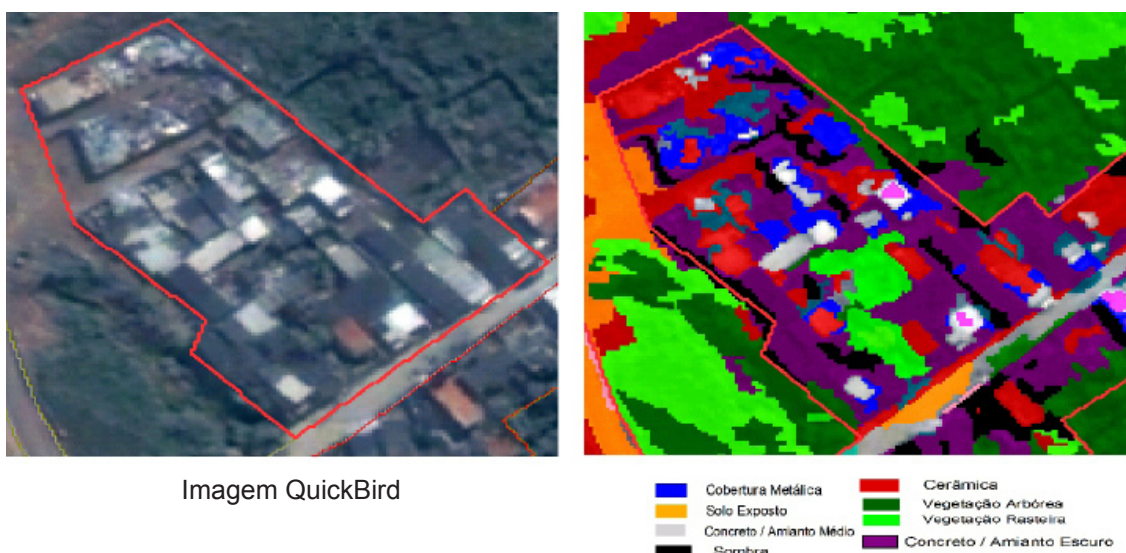 Imagem QuickBird
Cobertura Metálica
Solo Exposto
Concreto / Amianto Médio
Sombra
Cerâmica
Vegetação Arbórea
Vegetação Rasteira
Concreto / Amianto Escuro